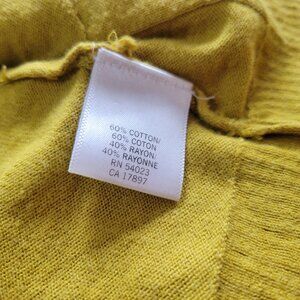 60% COTTON/
60% COTON
40% RAYON/
40% RAYONNE
RN 54023
CA 17897